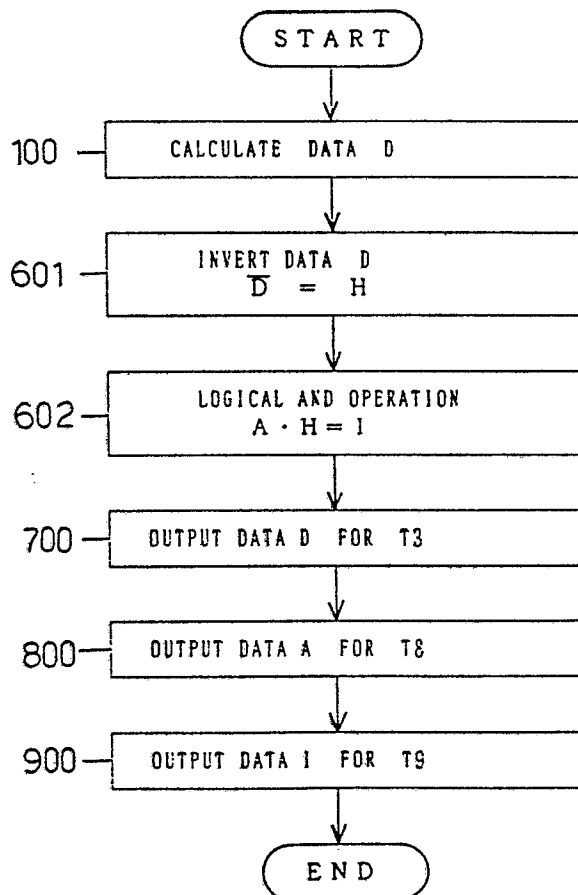 START
100 CALCULATE DATA D
601 INVERT DATA D
D̅ = H
602 LOGICAL AND OPERATION
A · H = I
700 OUTPUT DATA D FOR T3
800 OUTPUT DATA A FOR T8
900 OUTPUT DATA I FOR T9
END